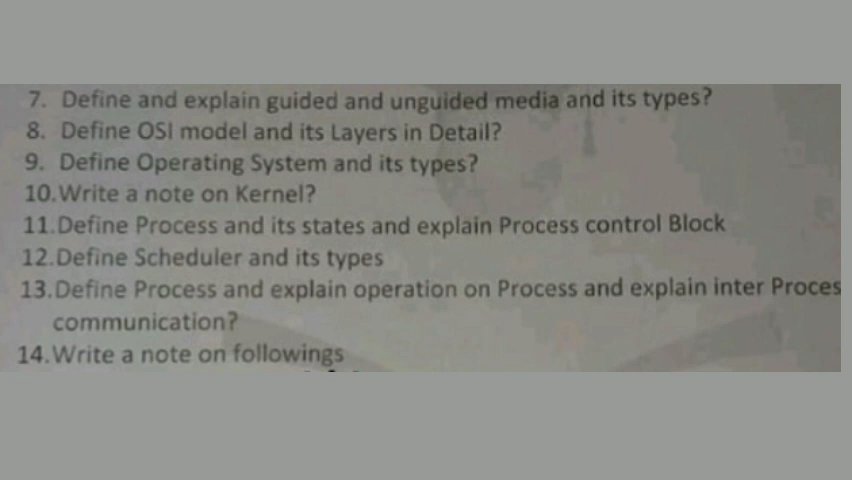 7. Define and explain guided and unguided media and its types?
8. Define OSI model and its Layers in Detail?
9. Define Operating System and its types?
10.Write a note on Kernel?
11.Define Process and its states and explain Process control Block
12.Define Scheduler and its types
13.Define Process and explain operation on Process and explain inter Proces
communication?
14.Write a note on followings